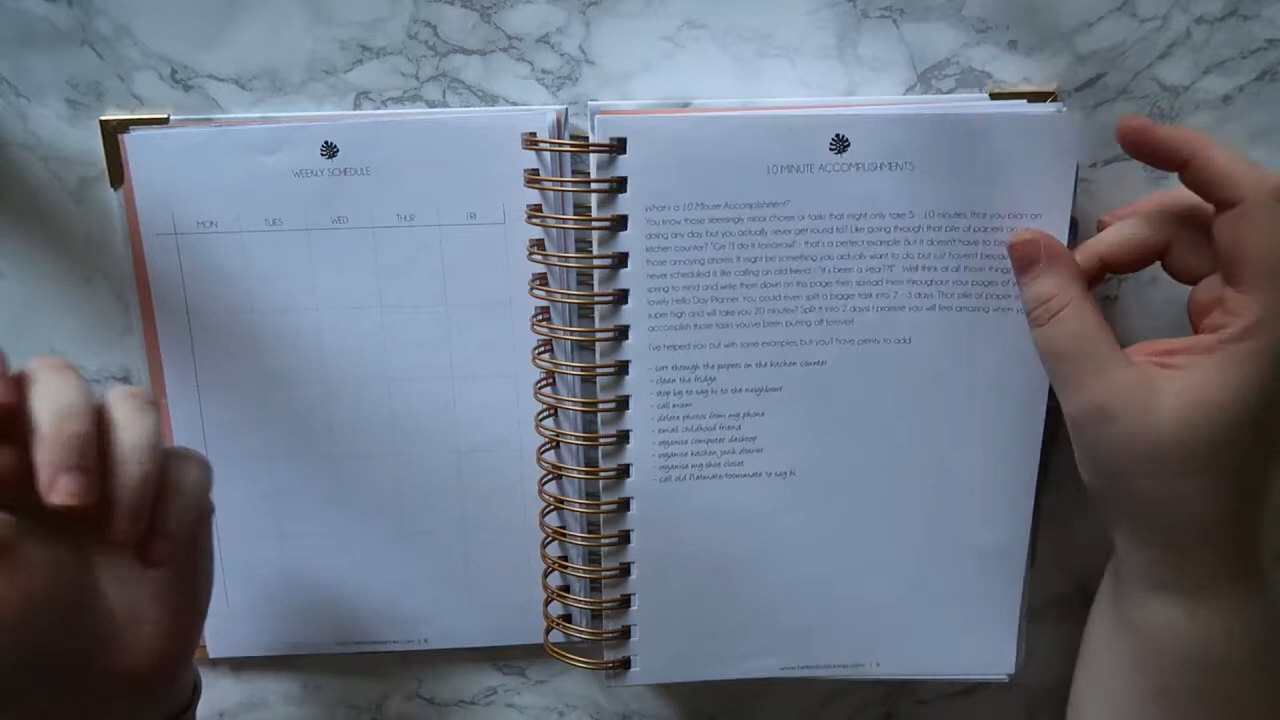 WEEKLY SCHEDULE
MON TUES WED THUR FRI
10 MINUTE ACCOMPLISHMENTS
What is a 10 Minute Accomplishment?
You know those seemingly minor chores or tasks that might only take 5 - 10 minutes, that you plan on
doing any day, but you actually never get round to? Like going through that pile of papers on
kitchen counter? "I'll do it tomorrow!" - that's a perfect example. But it doesn't have to be
those annoying chores. It might be something you actually want to do, but just haven't because
never scheduled it, like calling an old friend - "it's been a year??!!". Well think of all those things
spring to mind and write them down on this page then spread them throughout your pages of
lovely Hello Day Planner. You could even split a bigger task into 2 - 3 days. That pile of paper
super high and will take you 20 minutes? Split it into 2 days! I promise you will feel amazing when
accomplish those tasks you've been putting off forever!
I've helped you out with some examples, but you'll have plenty to add
- sort through the papers on the kitchen counter
- clean the fridge
- stop by to say hi to the neighbour
- call mum
- delete photos from my phone
- email childhood friend
- organise computer desktop
- organise kitchen junk drawer
- organise my shoe closet
- call old flatmate/roommate to say hi